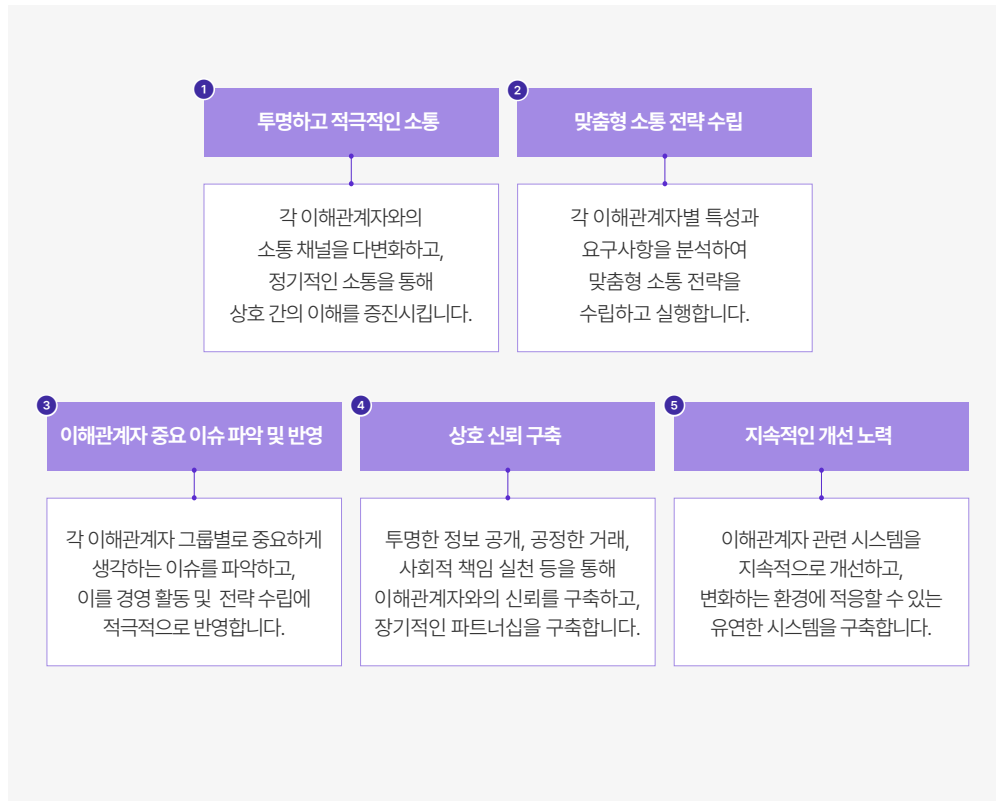 1
투명하고 적극적인 소통
각 이해관계자와의
소통 채널을 다변화하고,
정기적인 소통을 통해
상호 간의 이해를 증진시킵니다.
2
맞춤형 소통 전략 수립
각 이해관계자별 특성과
요구사항을 분석하여
맞춤형 소통 전략을
수립하고 실행합니다.
3
이해관계자 중요 이슈 파악 및 반영
각 이해관계자 그룹별로 중요하게
생각하는 이슈를 파악하고,
이를 경영 활동 및 전략 수립에
적극적으로 반영합니다.
4
상호 신뢰 구축
투명한 정보 공개, 공정한 거래,
사회적 책임 실천 등을 통해
이해관계자와의 신뢰를 구축하고,
장기적인 파트너십을 구축합니다.
5
지속적인 개선 노력
이해관계자 관련 시스템을
지속적으로 개선하고,
변화하는 환경에 적응할 수 있는
유연한 시스템을 구축합니다.